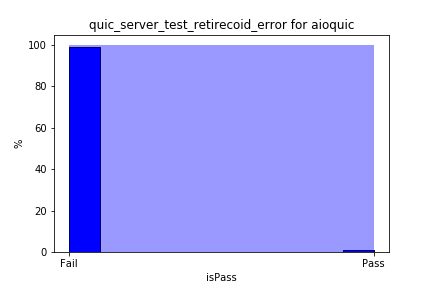 quic_server_test_retirecoid_error for aioquic
100
80
60
40
20
0
%
Fail Pass
isPass